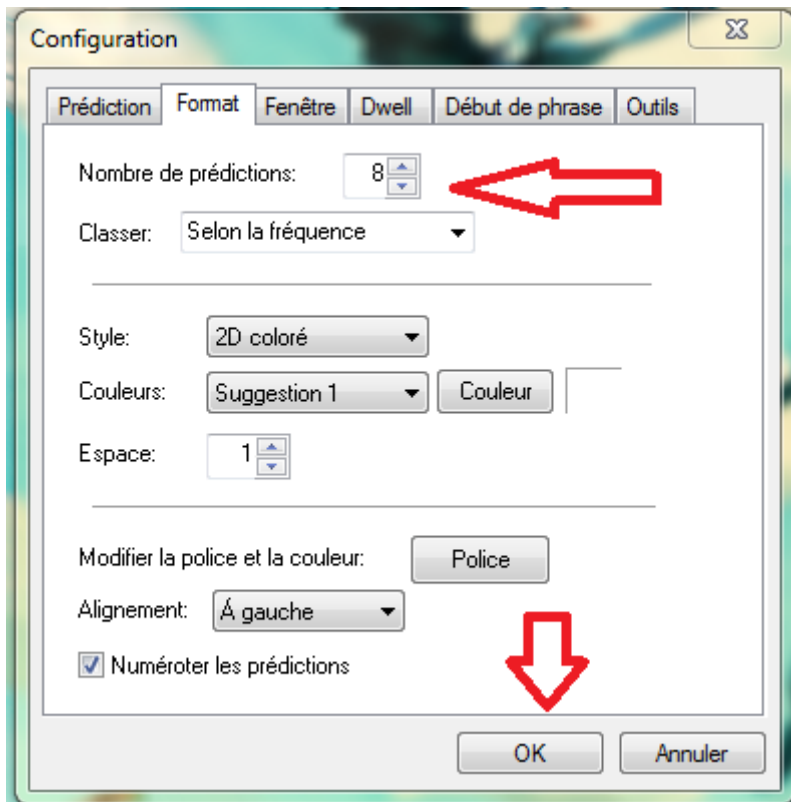 Configuration
Prédiction Format Fenêtre Dwell Début de phrase Outils
Nombre de prédictions: 8
Classer: Selon la fréquence
Style: 2D coloré
Couleurs: Suggestion 1 Couleur
Espace: 1
Modifier la police et la couleur: Police
Alignement: Á gauche
Numéroter les prédictions
OK Annuler